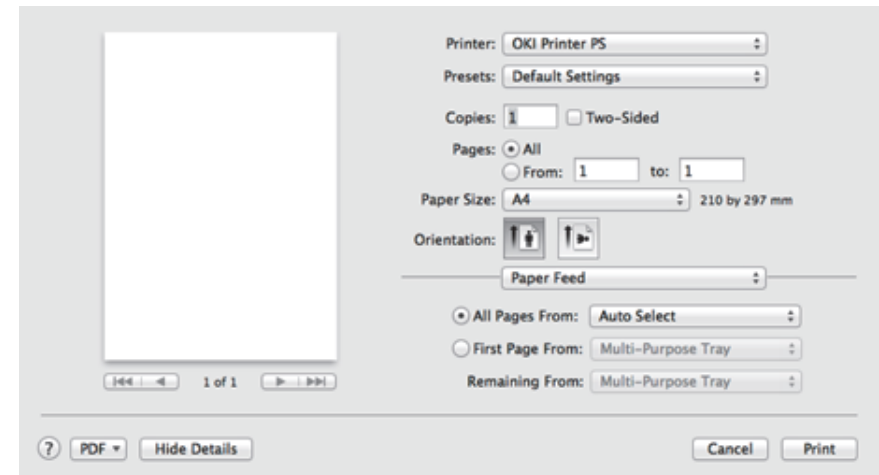 Printer: OKI Printer PS
Presets: Default Settings
Copies: 1 Two-Sided
Pages: All
From: 1 to: 1
Paper Size: A4 210 by 297 mm
Orientation:
Paper Feed
All Pages From: Auto Select
First Page From: Multi-Purpose Tray
Remaining From: Multi-Purpose Tray
1 of 1
? PDF Hide Details Cancel Print